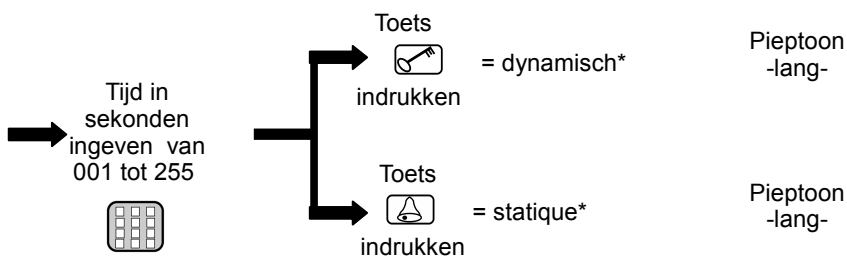 Tijd in
sekonden
ingeven van
001 tot 255
Toets
= dynamisch*
indrukken
Pieptoon
-lang-
Toets
= statique*
indrukken
Pieptoon
-lang-